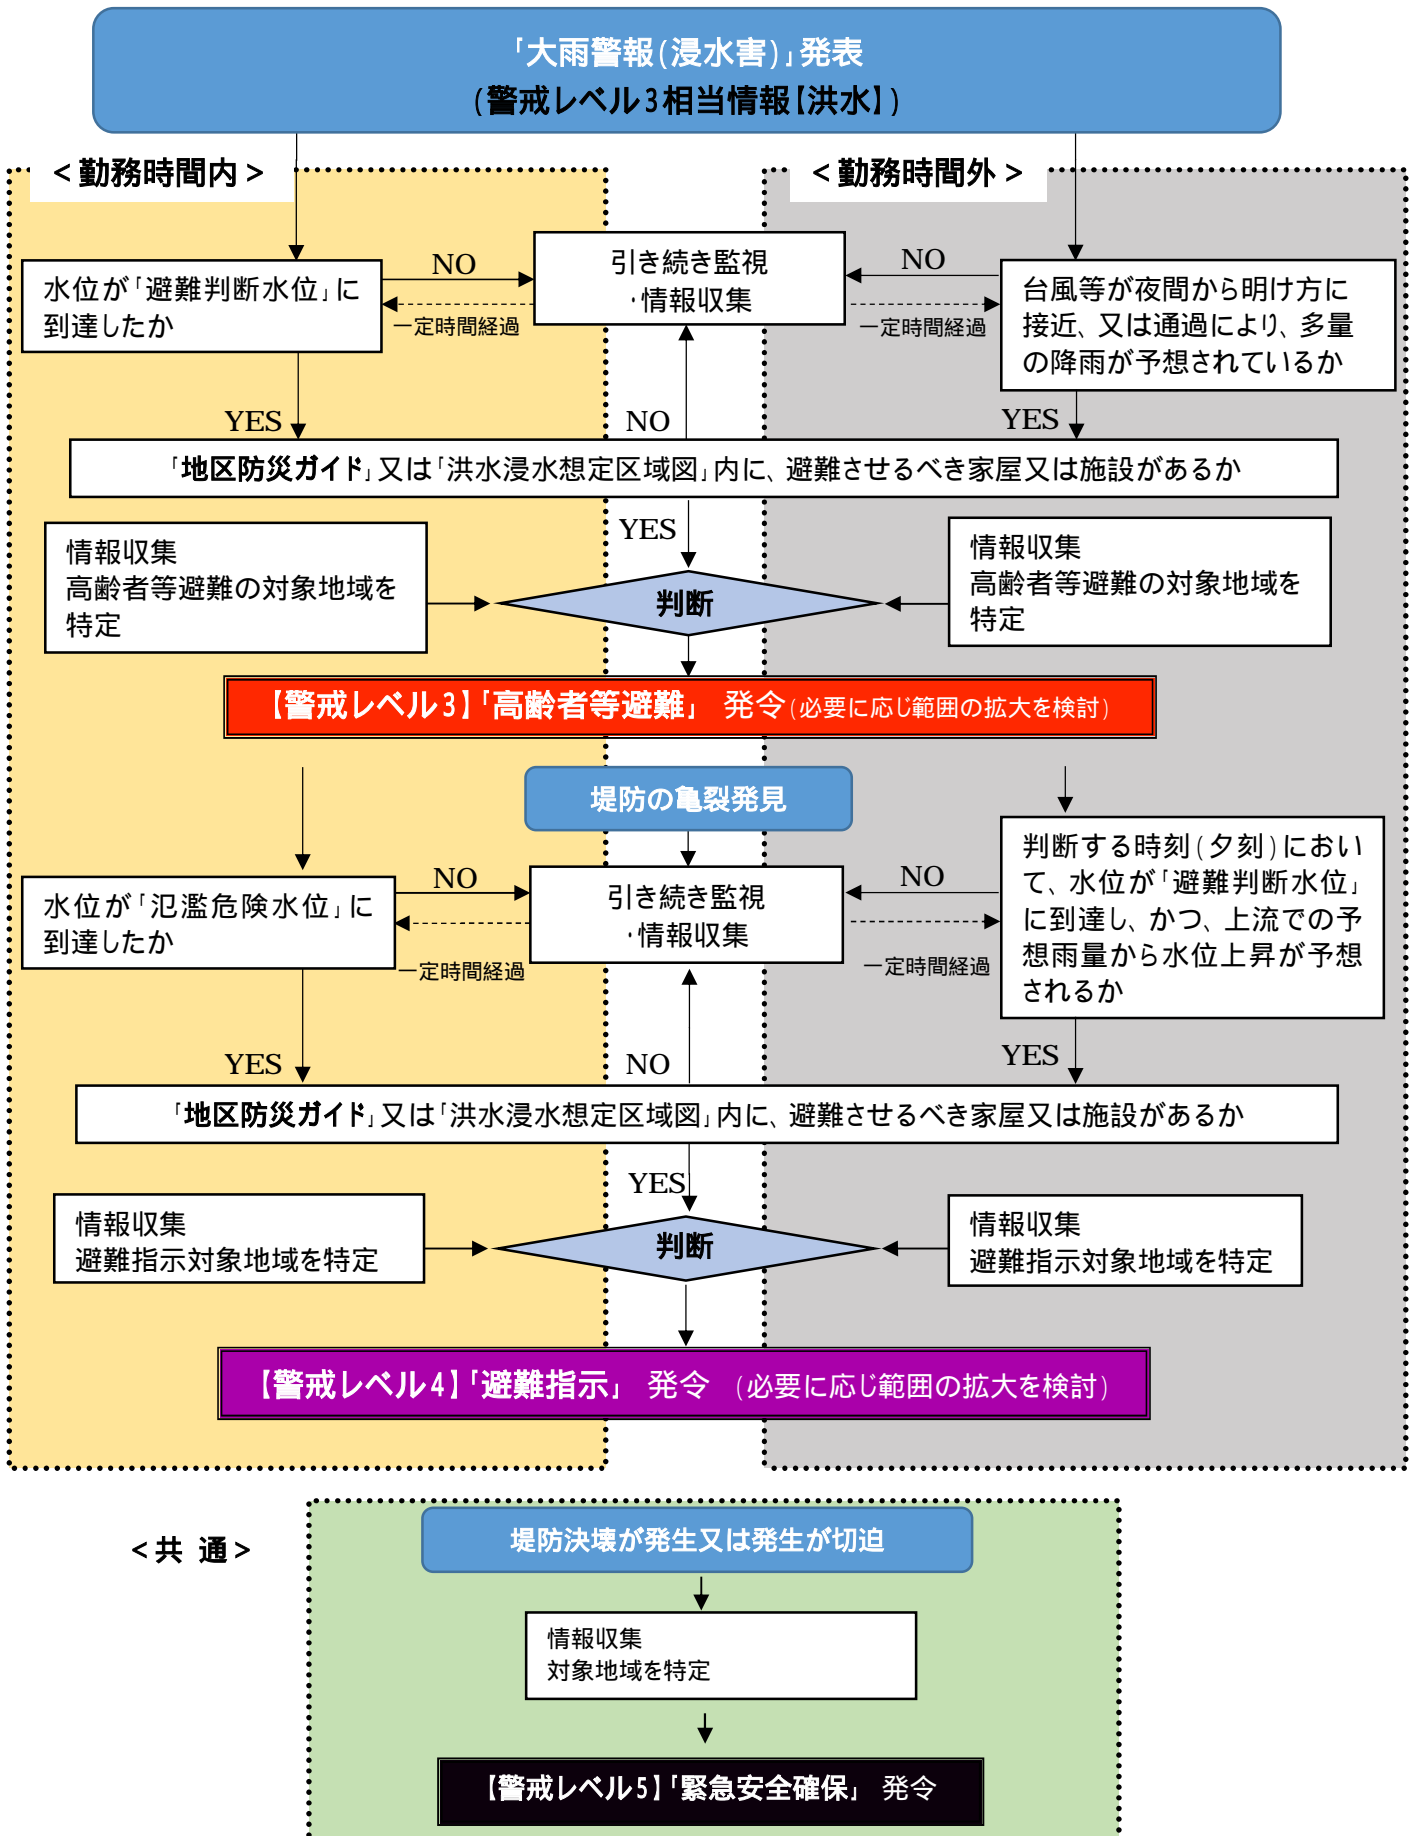 「大雨警報(浸水害)」発表
(警戒レベル3相当情報【洪水】)
<勤務時間内>
<勤務時間外>
引き続き監視
・情報収集
NO
NO
水位が「避難判断水位」に
到達したか
一定時間経過
一定時間経過
台風等が夜間から明け方に
接近、又は通過により、多量
の降雨が予想されているか
YES
NO
YES
「地区防災ガイド」又は「洪水浸水想定区域図」内に、避難させるべき家屋又は施設があるか
YES
情報収集
高齢者等避難の対象地域を
特定
判断
情報収集
高齢者等避難の対象地域を
特定
【警戒レベル3】「高齢者等避難」 発令(必要に応じ範囲の拡大を検討)
堤防の亀裂発見
NO
NO
水位が「氾濫危険水位」に
到達したか
引き続き監視
・情報収集
一定時間経過
一定時間経過
判断する時刻(夕刻)におい
て、水位が「避難判断水位」
に到達し、かつ、上流での予
想雨量から水位上昇が予想
されるか
YES
NO
YES
「地区防災ガイド」又は「洪水浸水想定区域図」内に、避難させるべき家屋又は施設があるか
YES
情報収集
避難指示対象地域を特定
判断
情報収集
避難指示対象地域を特定
【警戒レベル4】「避難指示」 発令 (必要に応じ範囲の拡大を検討)
<共 通>
堤防決壊が発生又は発生が切迫
情報収集
対象地域を特定
【警戒レベル5】「緊急安全確保」 発令